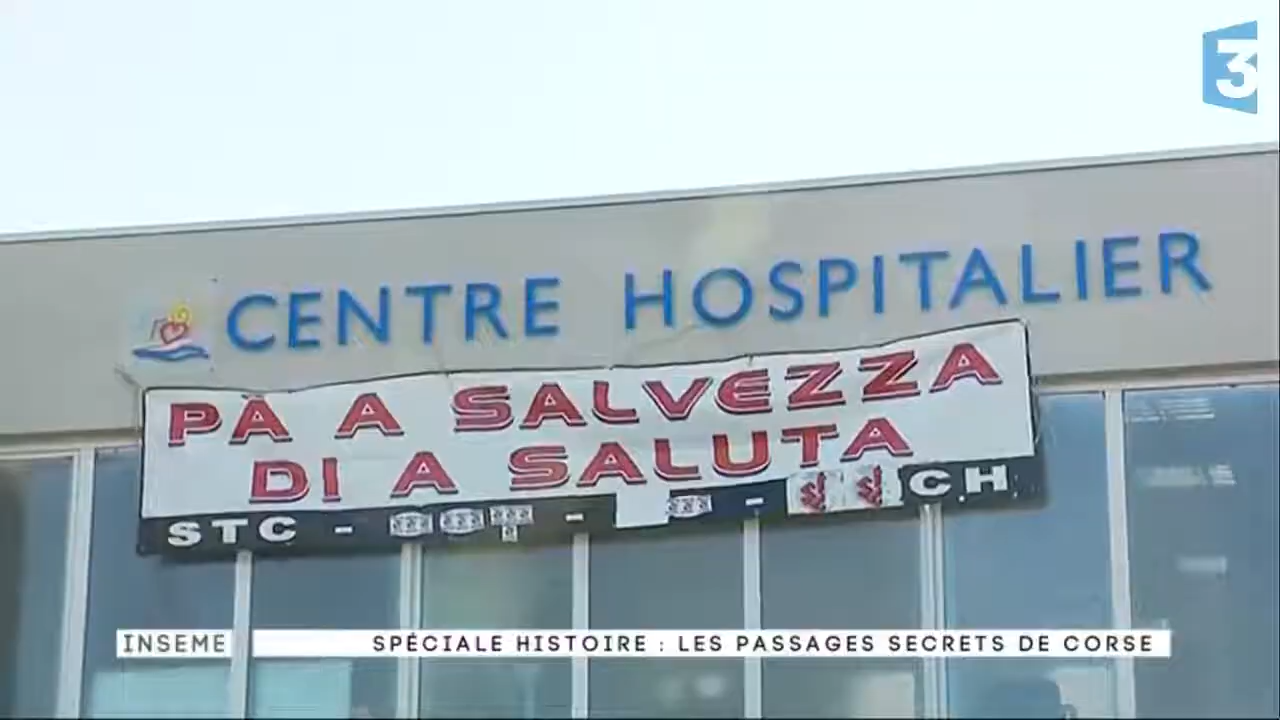 3
CENTRE HOSPITALIER
PÀ A SALVEZZA
DI A SALUTA
STC - - - CH
INSEME
SPÉCIALE HISTOIRE : LES PASSAGES SECRETS DE CORSE